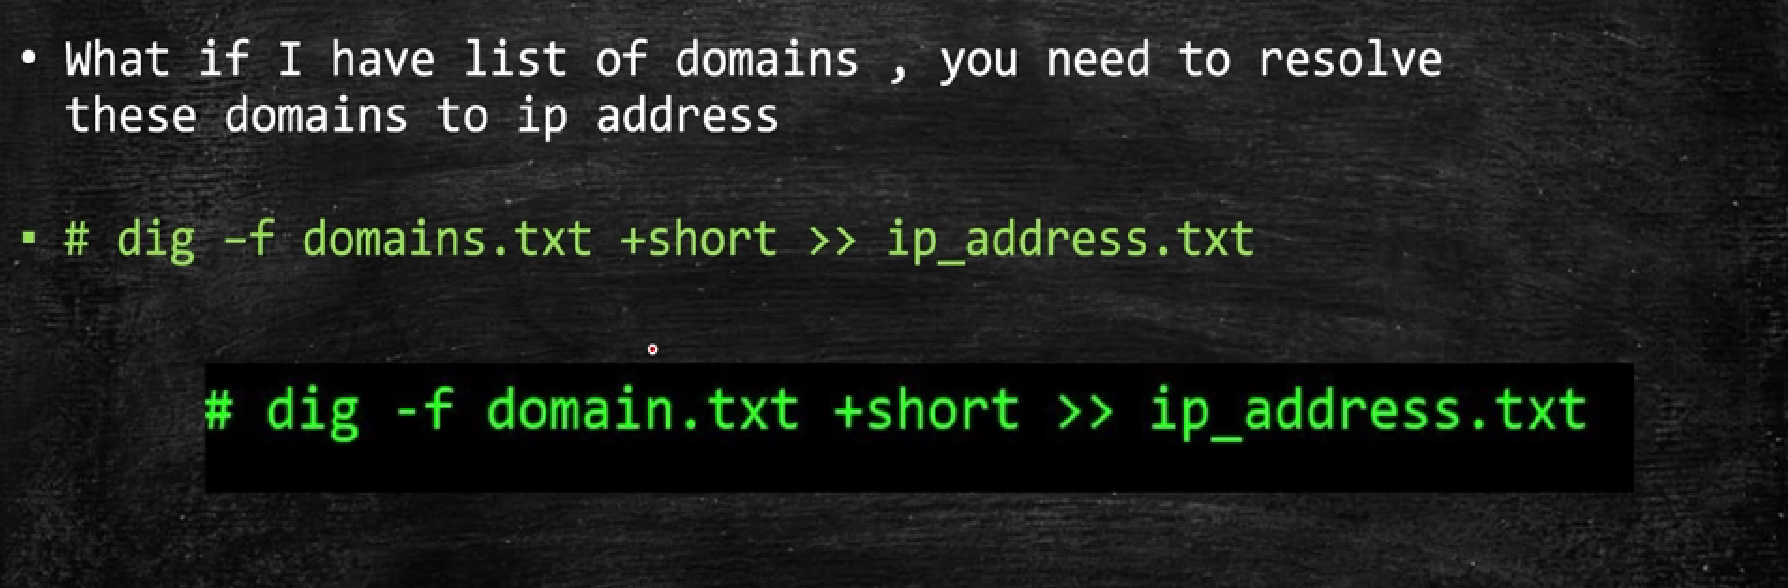 • What if I have list of domains , you need to resolve
these domains to ip address
▪ # dig –f domains.txt +short >> ip_address.txt
# dig -f domain.txt +short >> ip_address.txt